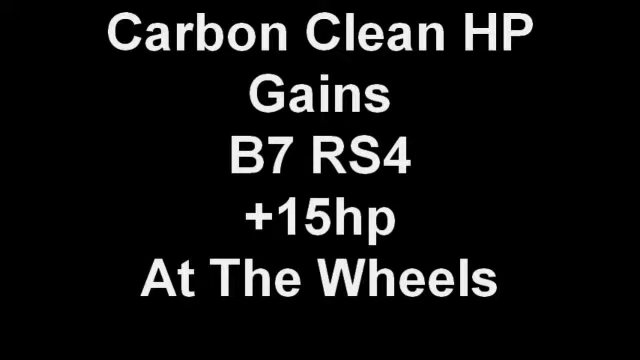 Carbon Clean HP
Gains
B7 RS4
+15hp
At The Wheels